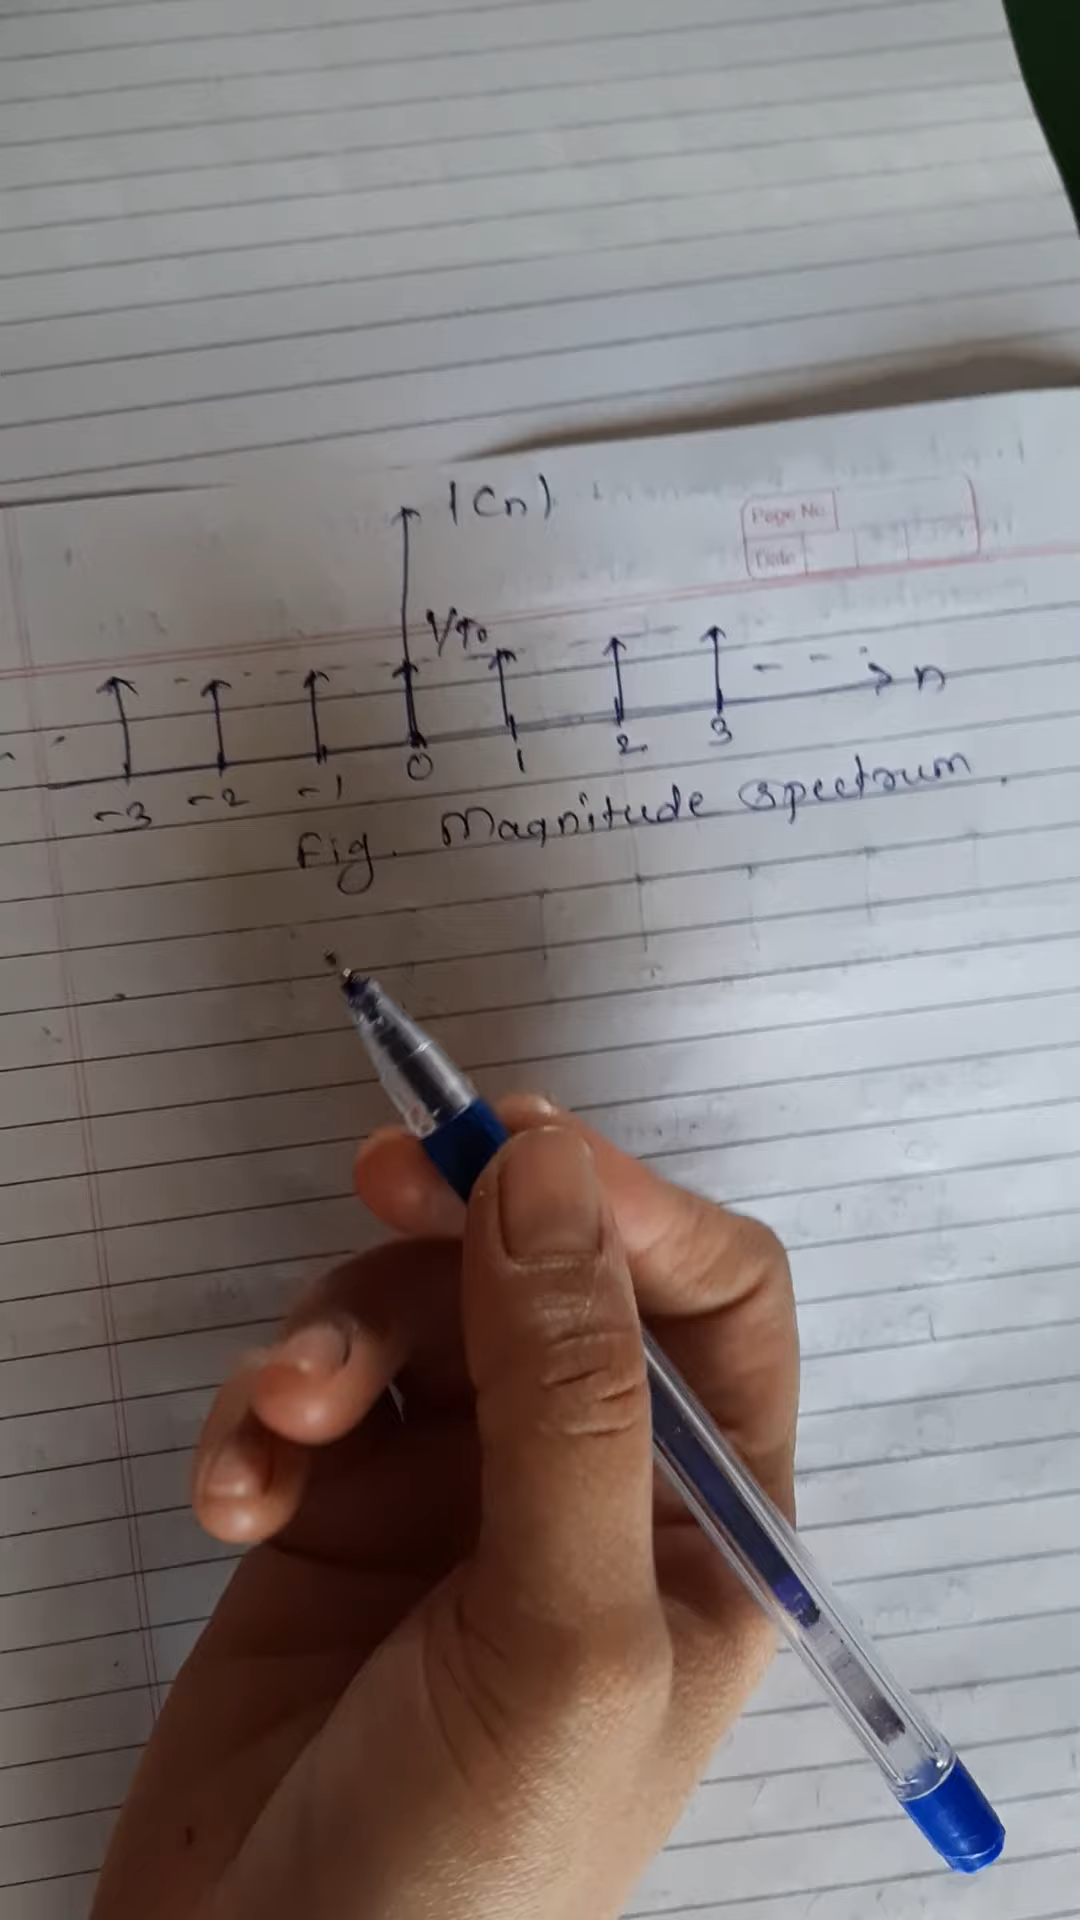 |Cn|
Page No.
Date
1/T0
n
-3 -2 -1 0 1 2 3
Fig. Magnitude spectrum.